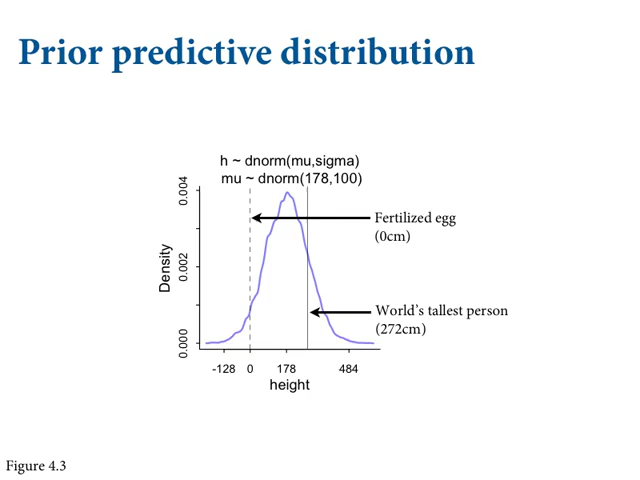 Prior predictive distribution
h ~ dnorm(mu,sigma)
mu ~ dnorm(178,100)
0.004
0.002
0.000
Density
Fertilized egg
(0cm)
World's tallest person
(272cm)
-128 0 178 484
height
Figure 4.3